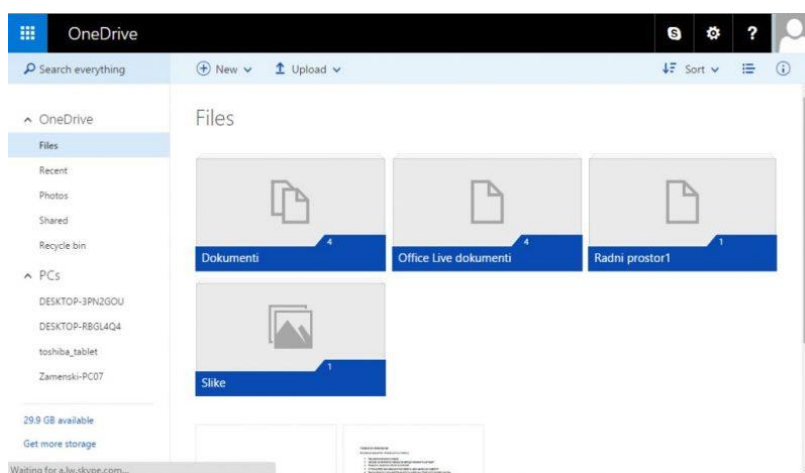 OneDrive
Search everything
New
Upload
Sort
?
OneDrive
Files
Recent
Photos
Shared
Recycle bin
PCs
DESKTOP-3PN2GOU
DESKTOP-RBGL4Q4
toshiba_tablet
Zamenski-PC07
29.9 GB available
Get more storage
Waiting for a.lw.skype.com...
Files
4
Dokumenti
4
Office Live dokumenti
1
Radni prostor1
1
Slike